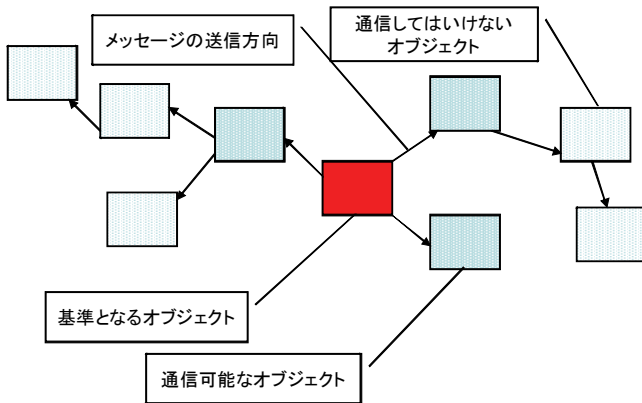 メッセージの送信方向
通信してはいけない
オブジェクト
基準となるオブジェクト
通信可能なオブジェクト